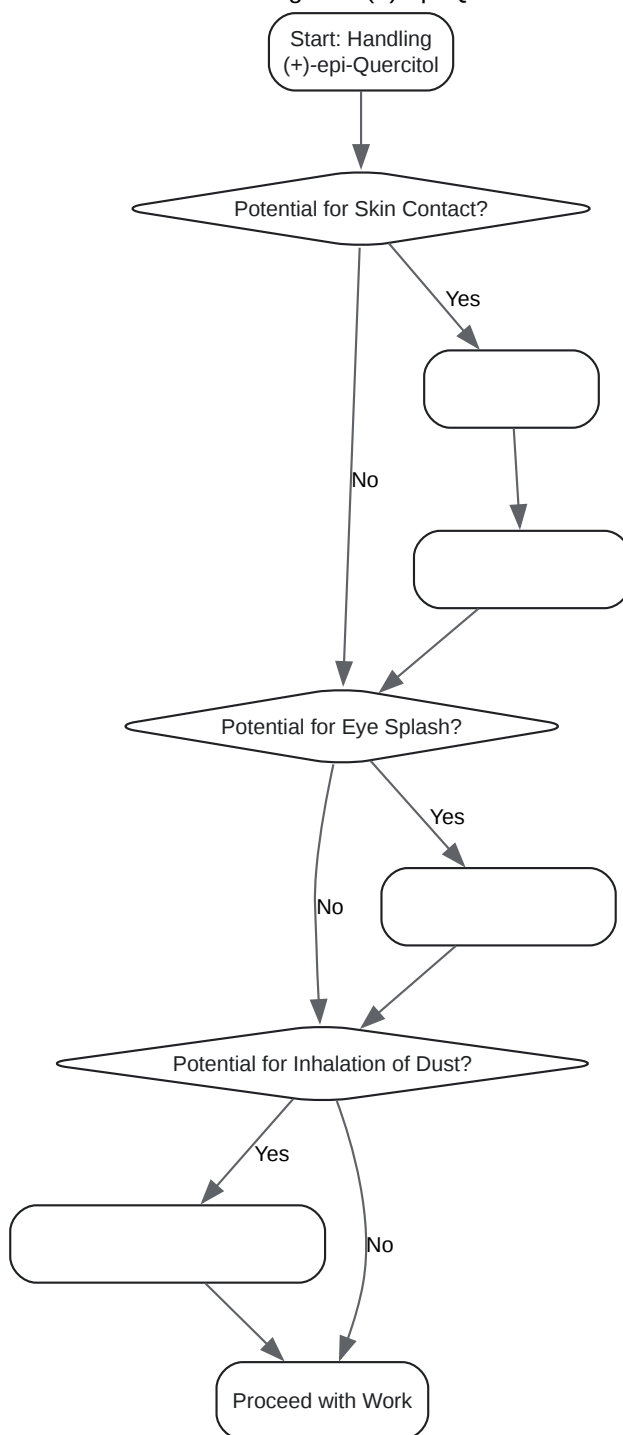 Start: Handling
(+)-epi-Quercitol
Potential for Skin Contact?
Yes
No
Potential for Eye Splash?
Yes
No
Potential for Inhalation of Dust?
Yes
No
Proceed with Work